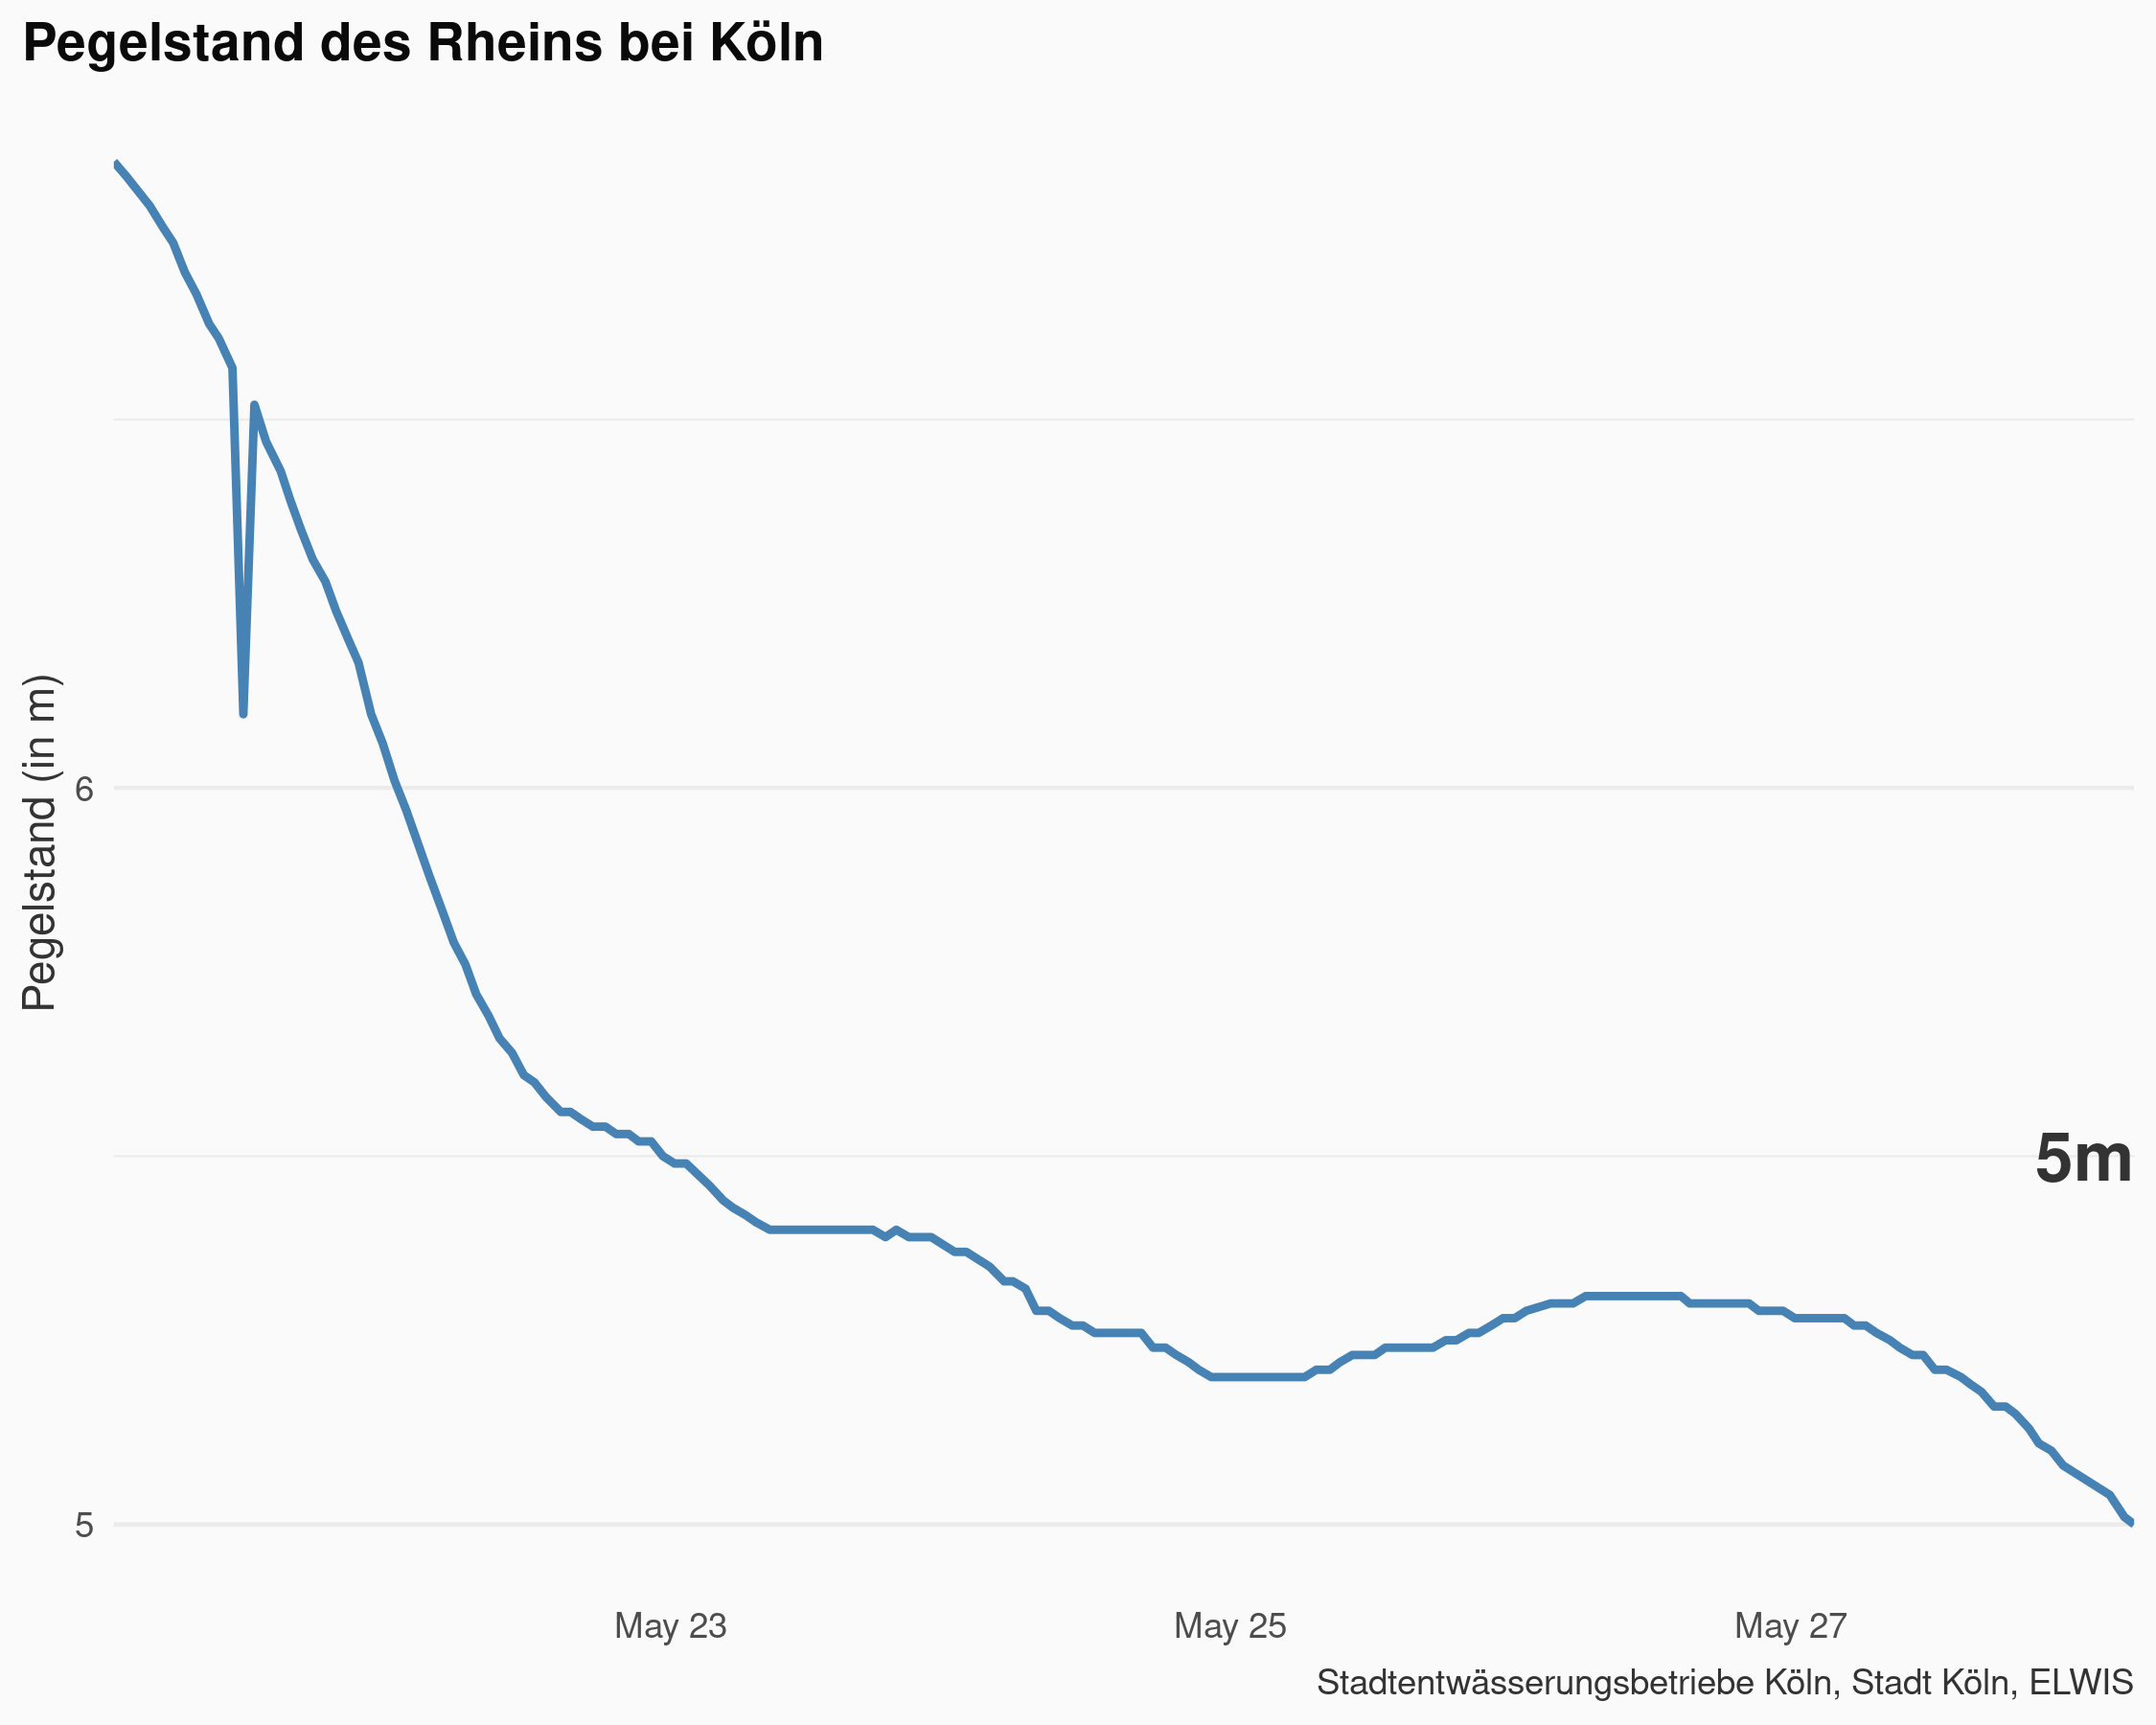 Pegelstand des Rheins bei Köln
Pegelstand (in m)
6
5m
5
May 23
May 25
May 27
Stadtentwässerungsbetriebe Köln, Stadt Köln, ELWIS